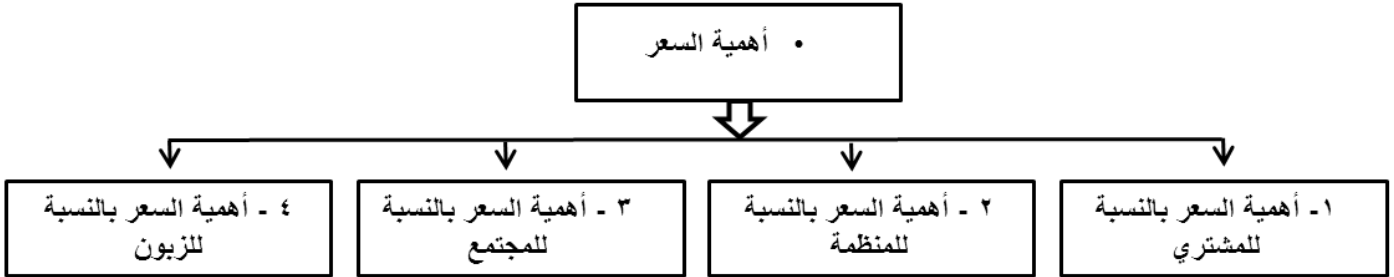 • أهمية السعر
١- أهمية السعر بالنسبة
للمشتري
٢ - أهمية السعر بالنسبة
للمنظمة
٣ - أهمية السعر بالنسبة
للمجتمع
٤ - أهمية السعر بالنسبة
للزبون